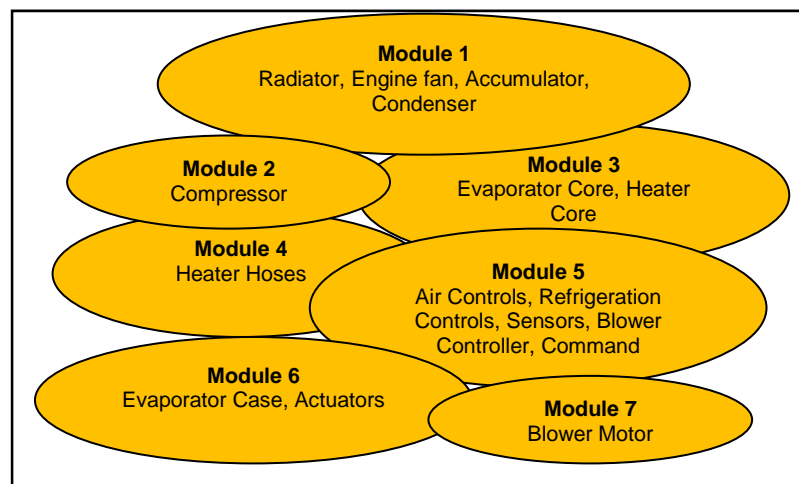 Module 1
Radiator, Engine fan, Accumulator,
Condenser
Module 2
Compressor
Module 3
Evaporator Core, Heater
Core
Module 4
Heater Hoses
Module 5
Air Controls, Refrigeration
Controls, Sensors, Blower
Controller, Command
Module 6
Evaporator Case, Actuators
Module 7
Blower Motor